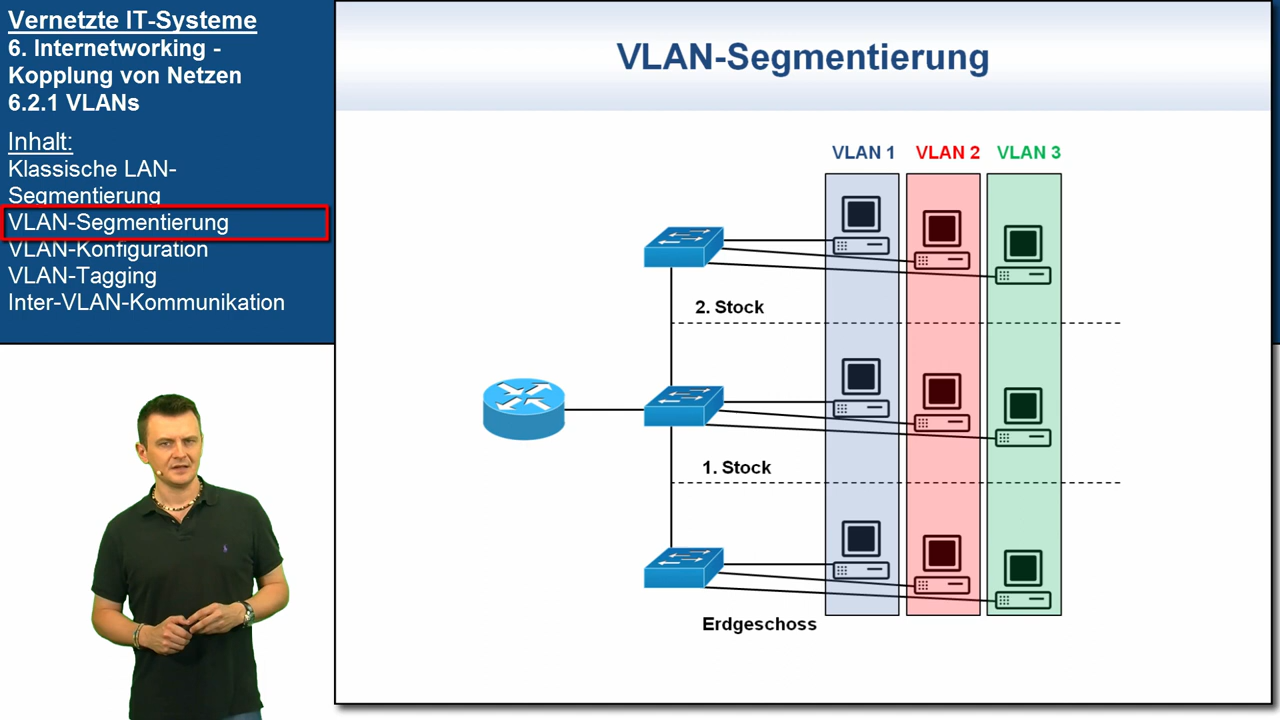 Vernetzte IT-Systeme
6. Internetworking -
Kopplung von Netzen
6.2.1 VLANs
Inhalt:
Klassische LAN-
Segmentierung
VLAN-Segmentierung
VLAN-Konfiguration
VLAN-Tagging
Inter-VLAN-Kommunikation
VLAN-Segmentierung
VLAN 1
VLAN 2
VLAN 3
2. Stock
1. Stock
Erdgeschoss